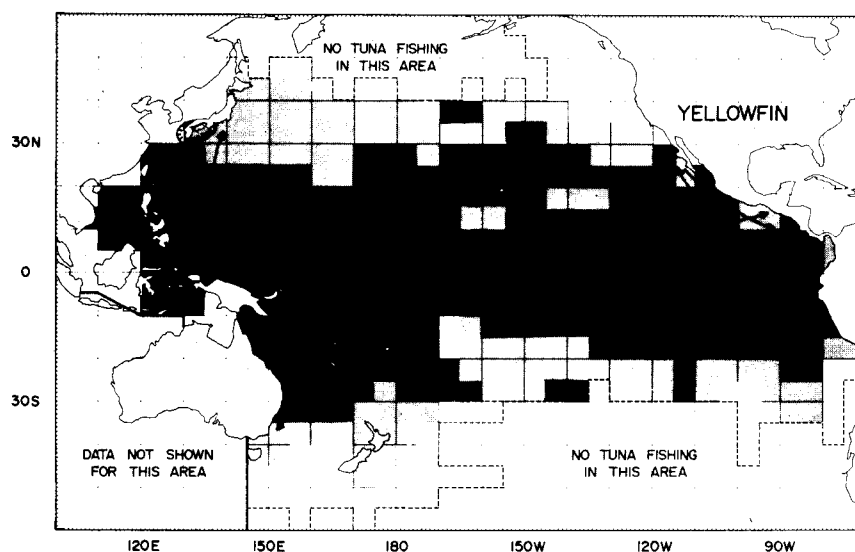 NO TUNA FISHING
IN THIS AREA
YELLOWFIN
30N
0
30S
DATA NOT SHOWN
FOR THIS AREA
NO TUNA FISHING
IN THIS AREA
120E 150E 180 150W 120W 90W